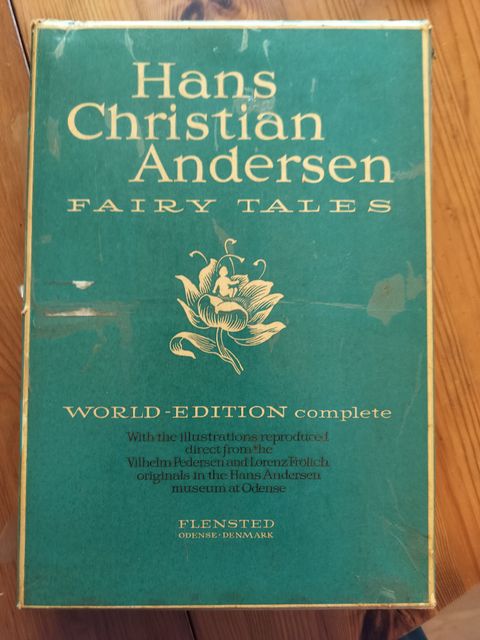 Hans
Christian
Andersen
FAIRY TALES
WORLD-EDITION complete
With the illustrations reproduced
direct from the
Vilhelm Pedersen and Lorenz Frölich
originals in the Hans Andersen
museum at Odense
FLENSTED
ODENSE · DENMARK